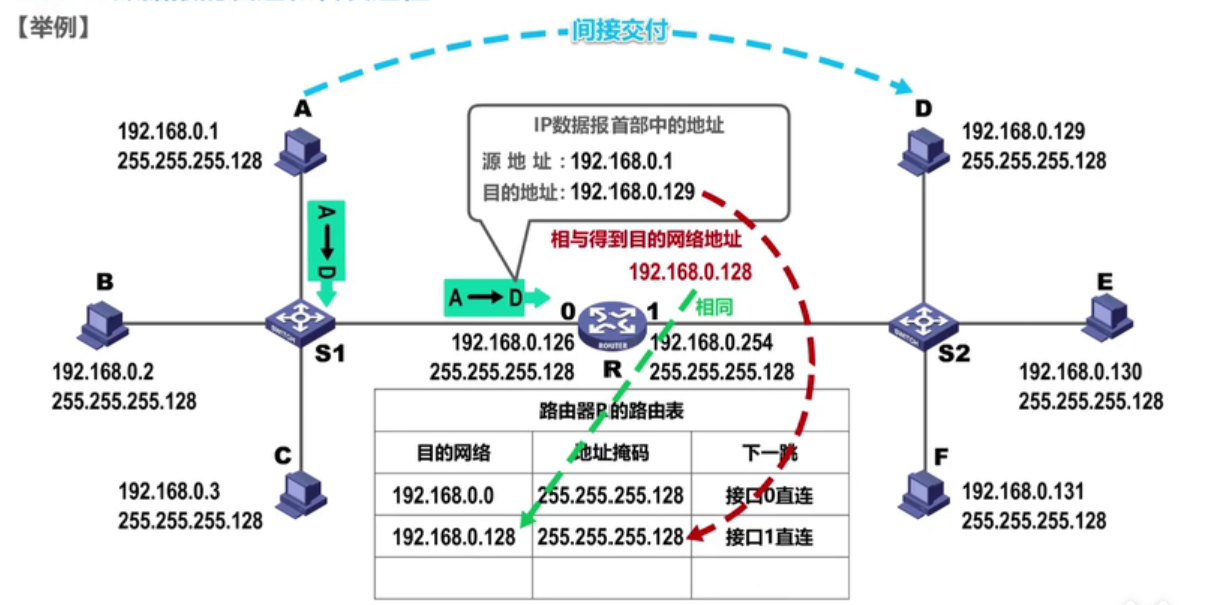 【举例】
间接交付
A
192.168.0.1
255.255.255.128
D
192.168.0.129
255.255.255.128
IP数据报首部中的地址
源 地 址 : 192.168.0.1
目的地址: 192.168.0.129
A → D
相与得到目的网络地址
192.168.0.128
相同
A → D
B
192.168.0.2
255.255.255.128
SWITCH
S1
0
1
ROUTER
R
192.168.0.126
255.255.255.128
192.168.0.254
255.255.255.128
SWITCH
S2
E
192.168.0.130
255.255.255.128
C
192.168.0.3
255.255.255.128
F
192.168.0.131
255.255.255.128
路由器R的路由表
目的网络 地址掩码 下一跳
192.168.0.0 255.255.255.128 接口0直连
192.168.0.128 255.255.255.128 接口1直连